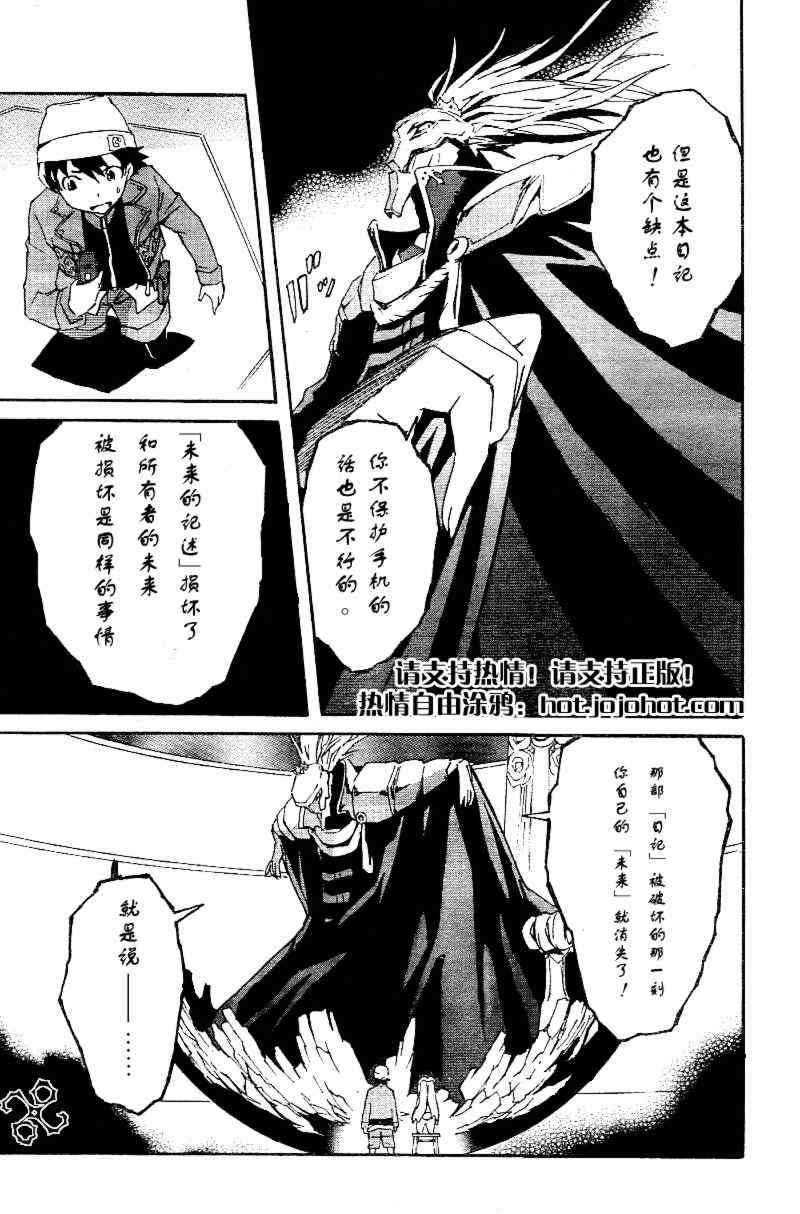 但是这本日记
也有个缺点！
你不保护手机的
话也是不行的。
「未来的记述」损坏了
和所有者的未来
被损坏是同样的事情
请支持热情！请支持正版！
热情自由涂鸦：hot.jojohot.com
那部「日记」被破坏的那一刻
你自己的「未来」就消失了！
就是说——……